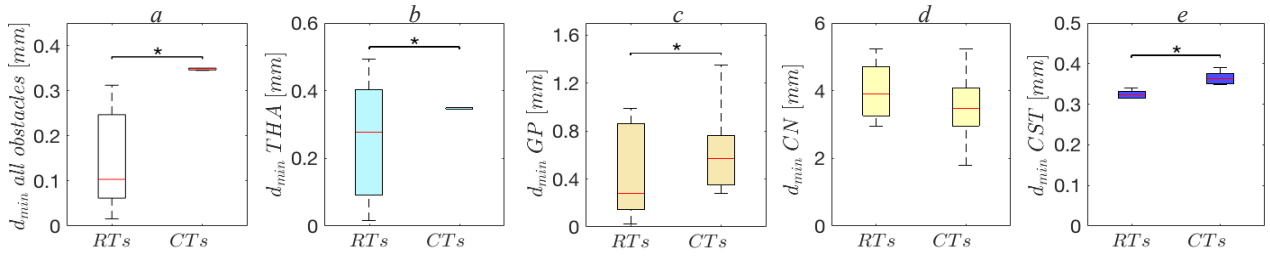 a
d_min all obstacles [mm]
0.4
0.3
0.2
0.1
0
*
RTs CTs
b
d_min THA [mm]
0.6
0.4
0.2
0
*
RTs CTs
c
d_min GP [mm]
1.6
1.2
0.8
0.4
0
*
RTs CTs
d
d_min CN [mm]
6
4
2
0
RTs CTs
e
d_min CST [mm]
0.5
0.4
0.3
0.2
0.1
0
*
RTs CTs